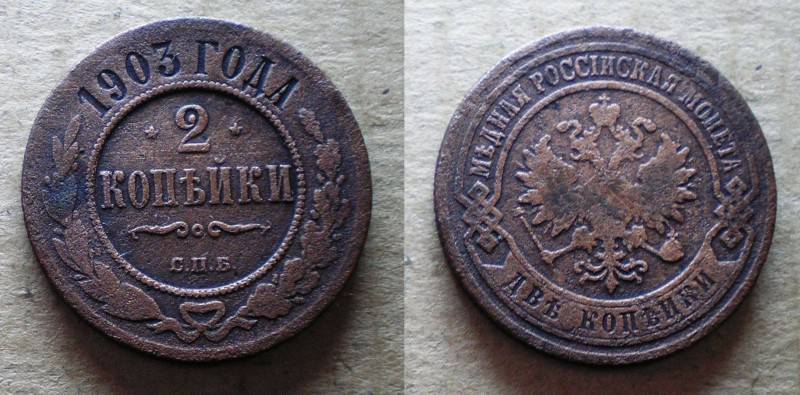 1903 ГОДА
2
КОПѢЙКИ
С.П.Б.
МѢДНАЯ РОССІЙСКАЯ МОНЕТА
ДВѢ КОПѢЙКИ